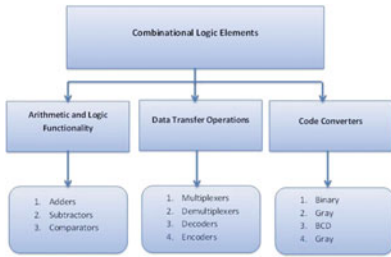 Combinational Logic Elements
Arithmetic and Logic
Functionality
Data Transfer Operations
Code Converters
1. Adders
2. Subtractors
3. Comparators
1. Multiplexers
2. Demultiplexers
3. Decoders
4. Encoders
1. Binary
2. Gray
3. BCD
4. Gray